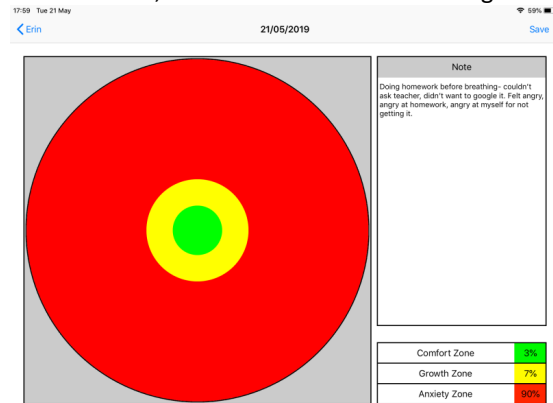 17:59 Tue 21 May
59%
Erin
21/05/2019
Save
Note
Doing homework before breathing- couldn't
ask teacher, didn't want to google it. Felt angry,
angry at homework, angry at myself for not
getting it.
Comfort Zone 3%
Growth Zone 7%
Anxiety Zone 90%